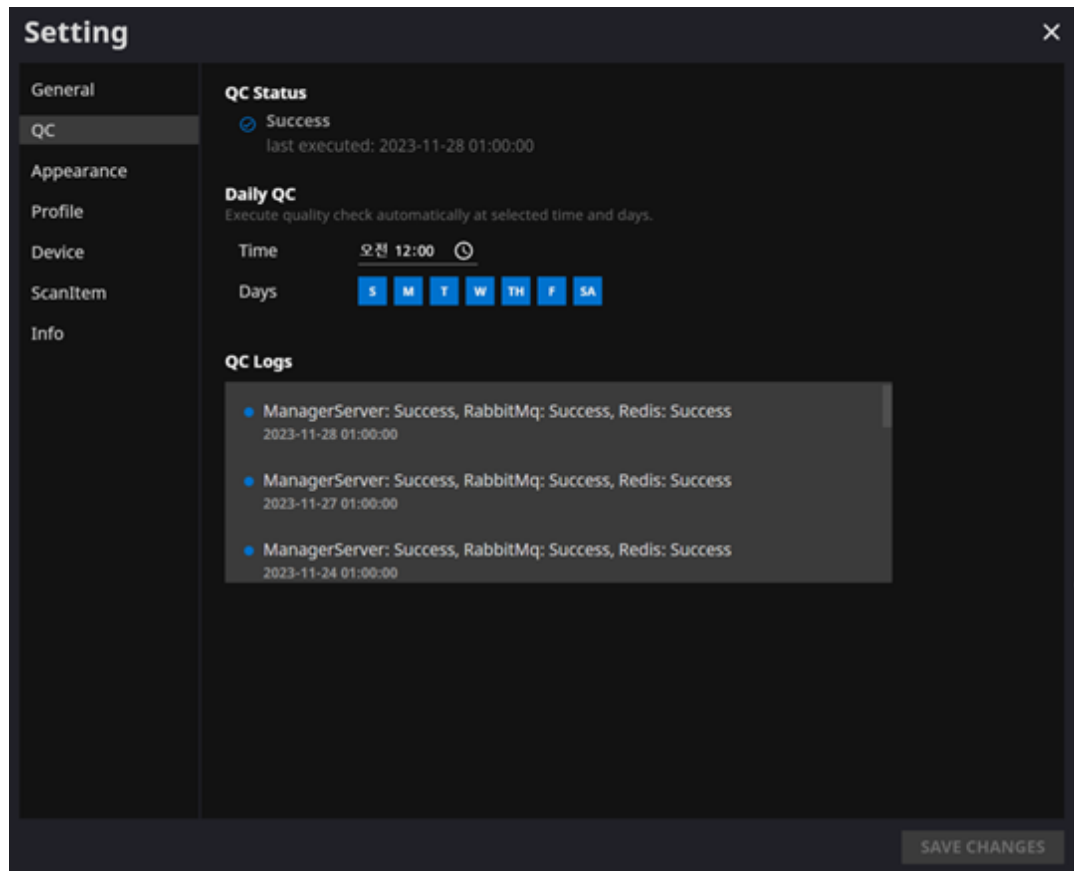 Setting
General
QC
Appearance
Profile
Device
ScanItem
Info
QC Status
Success
last executed: 2023-11-28 01:00:00
Daily QC
Execute quality check automatically at selected time and days.
Time 오전 12:00
Days S M T W TH F SA
QC Logs
ManagerServer: Success, RabbitMq: Success, Redis: Success
2023-11-28 01:00:00
ManagerServer: Success, RabbitMq: Success, Redis: Success
2023-11-27 01:00:00
ManagerServer: Success, RabbitMq: Success, Redis: Success
2023-11-24 01:00:00
SAVE CHANGES